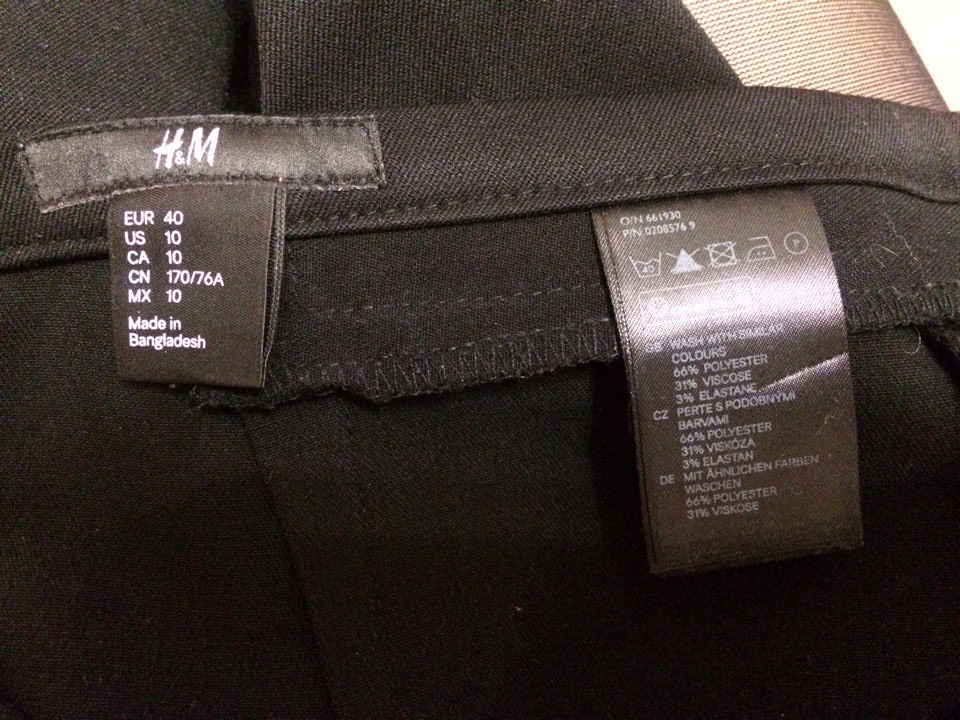 H&M
EUR 40
US 10
CA 10
CN 170/76A
MX 10
Made in
Bangladesh
O/N 661930
P/N 0208576 9
40
P
GB WASH WITH SIMILAR
COLOURS
66% POLYESTER
31% VISCOSE
3% ELASTANE
CZ PERTE S PODOBNÝMI
BARVAMI
66% POLYESTER
31% VISKÓZA
3% ELASTAN
DE MIT ÄHNLICHEN FARBEN
WASCHEN
66% POLYESTER
31% VISKOSE